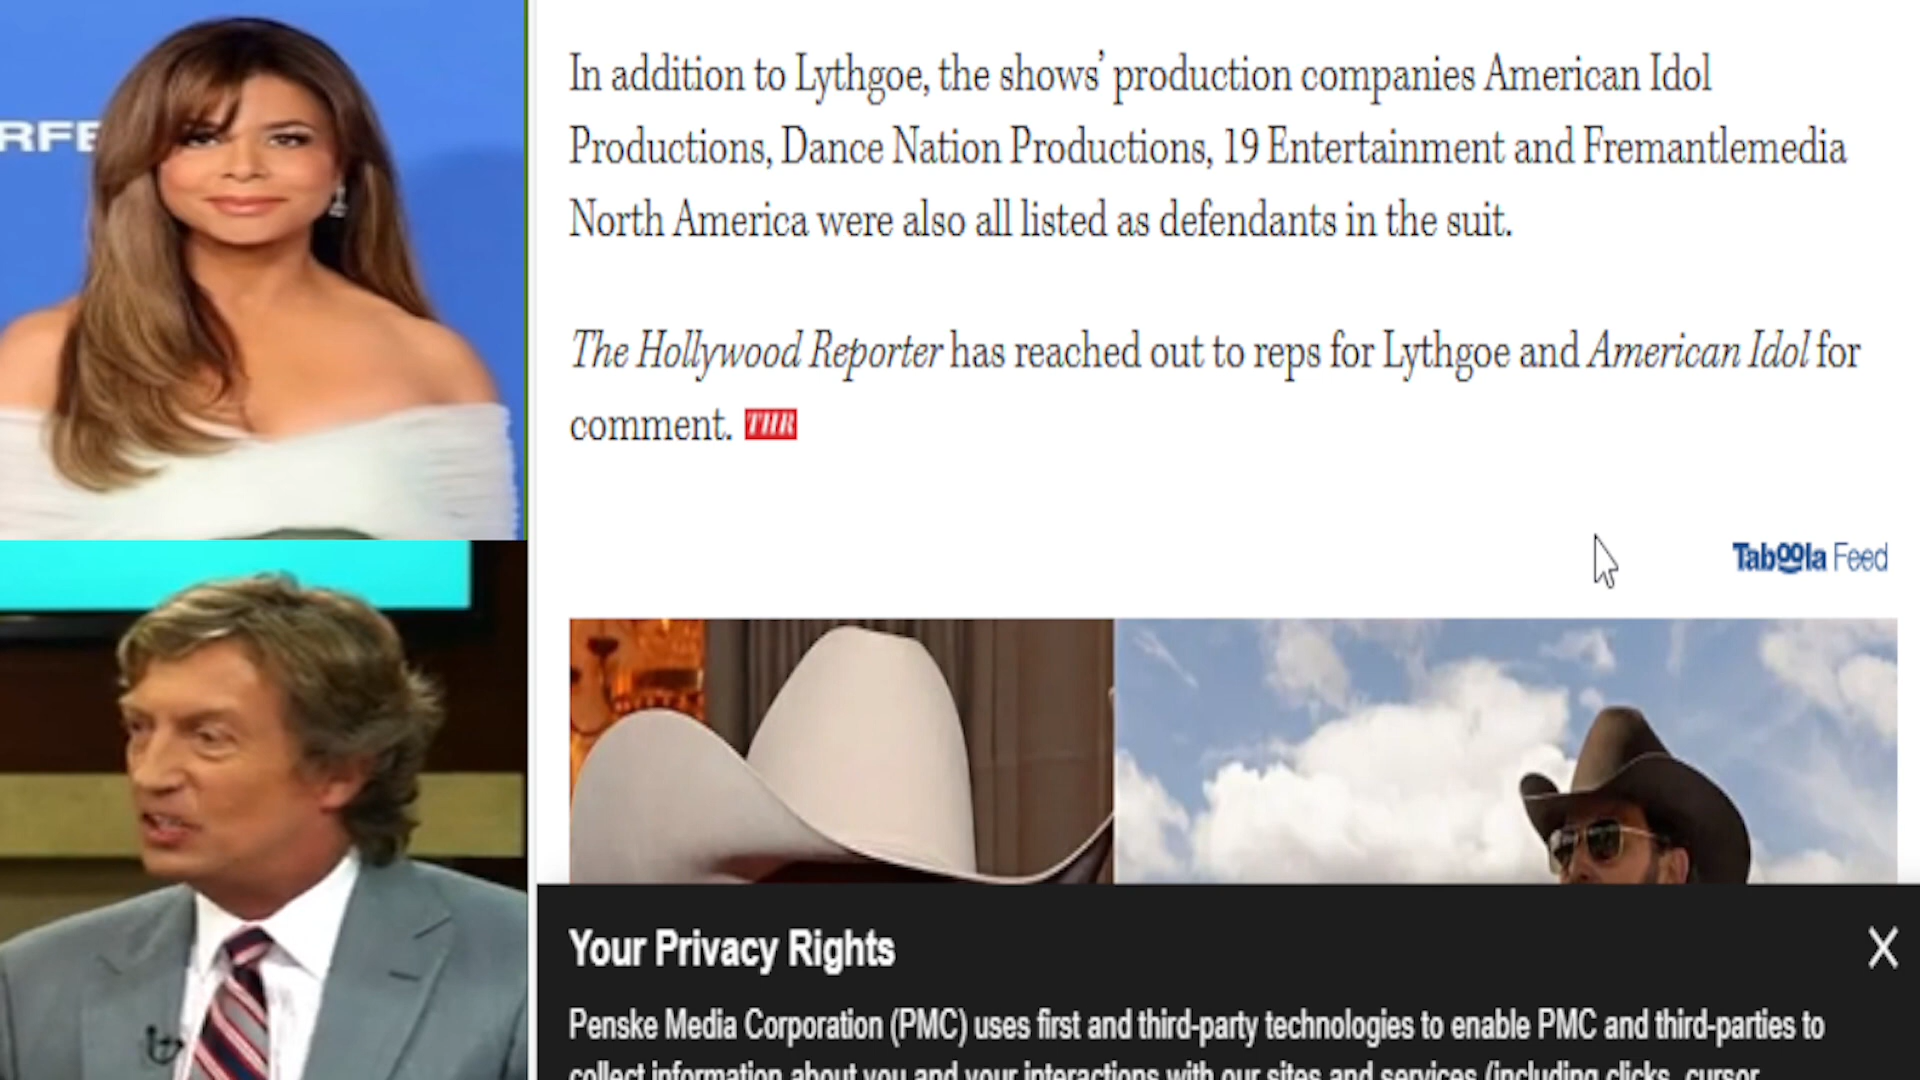 RFE
In addition to Lythgoe, the shows’ production companies American Idol
Productions, Dance Nation Productions, 19 Entertainment and Fremantlemedia
North America were also all listed as defendants in the suit.
The Hollywood Reporter has reached out to reps for Lythgoe and American Idol for
comment. THR
Taboola Feed
Your Privacy Rights
X
Penske Media Corporation (PMC) uses first and third-party technologies to enable PMC and third-parties to
collect information about you and your interactions with our sites and services (including clicks, cursor